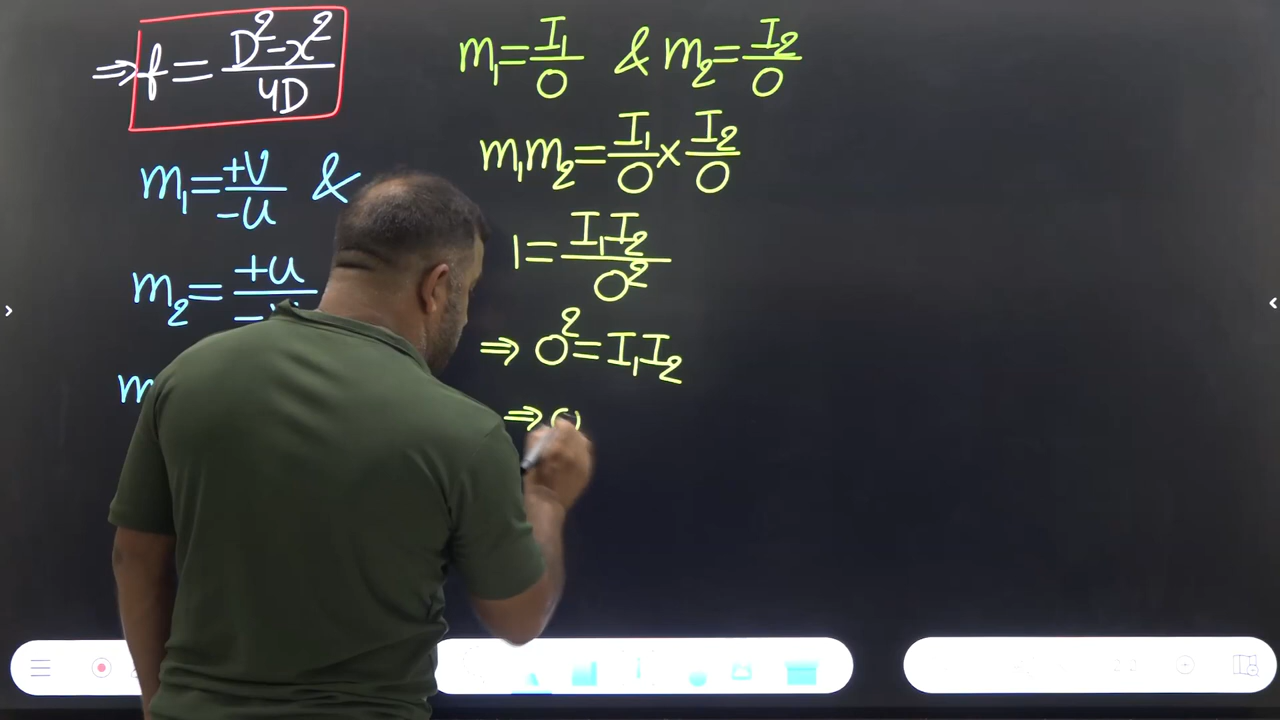 ⇒ f = D²-x² / 4D
m₁ = +V / -U &
m₂ = +U / -
m
m₁ = I₁ / O & m₂ = I₂ / O
m₁m₂ = I₁ / O × I₂ / O
1 = I₁I₂ / O²
⇒ O² = I₁I₂
⇒ O